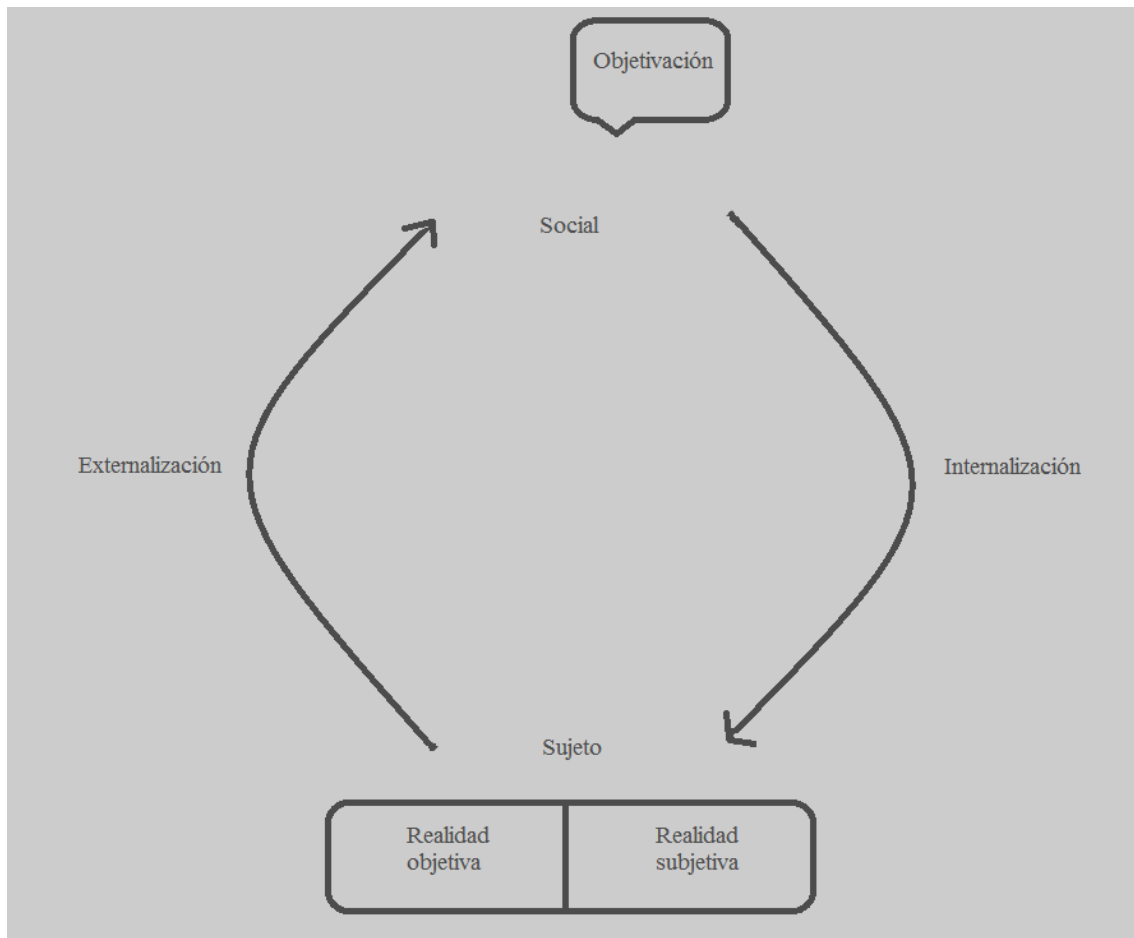 Objetivación
Social
Externalización
Internalización
Sujeto
Realidad
objetiva
Realidad
subjetiva